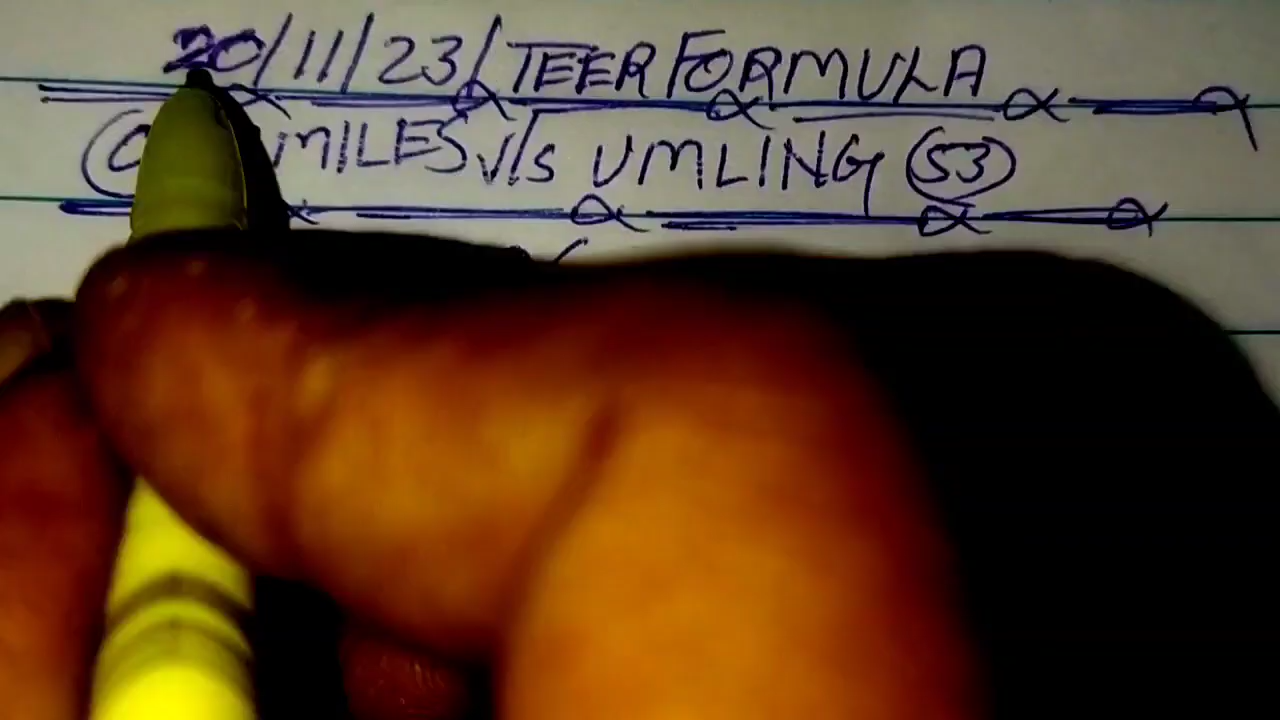 20/11/23/TEER FORMULA
MILES V/S UMLING (53)